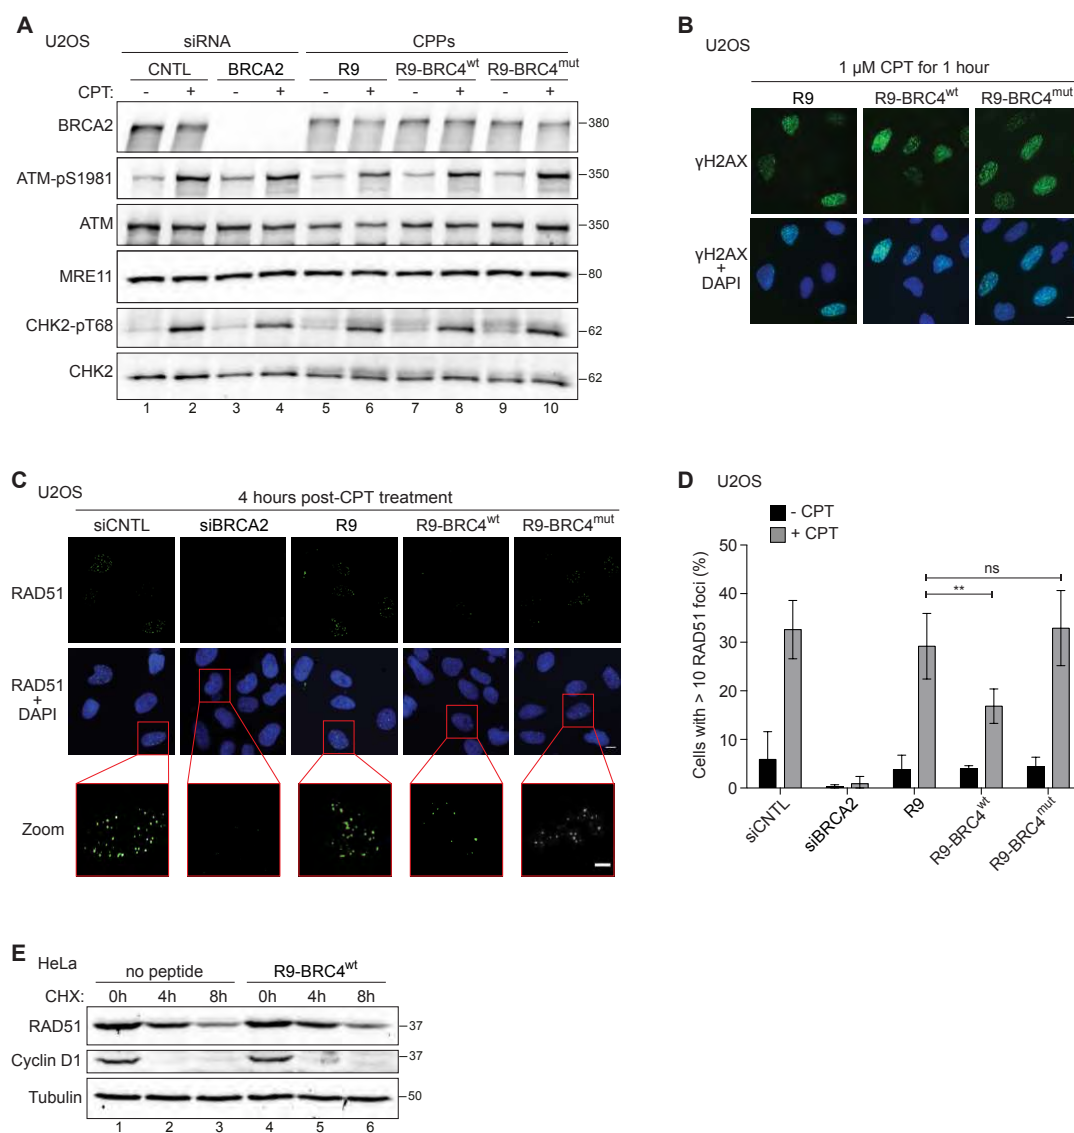 A
U2OS
siRNA
CPPs
CNTL BRCA2 R9 R9-BRC4wt R9-BRC4mut
CPT: - + - + - + - + - +
BRCA2
380
ATM-pS1981
350
ATM
350
MRE11
80
CHK2-pT68
62
CHK2
62
1 2 3 4 5 6 7 8 9 10
B
U2OS
1 µM CPT for 1 hour
R9 R9-BRC4wt R9-BRC4mut
γH2AX
γH2AX
+
DAPI
C
U2OS
4 hours post-CPT treatment
siCNTL siBRCA2 R9 R9-BRC4wt R9-BRC4mut
RAD51
RAD51
+
DAPI
Zoom
D
U2OS
- CPT
+ CPT
Cells with > 10 RAD51 foci (%)
50
40
30
20
10
0
ns
**
siCNTL
siBRCA2
R9
R9-BRC4wt
R9-BRC4mut
E
HeLa
no peptide R9-BRC4wt
CHX: 0h 4h 8h 0h 4h 8h
RAD51
37
Cyclin D1
37
Tubulin
50
1 2 3 4 5 6